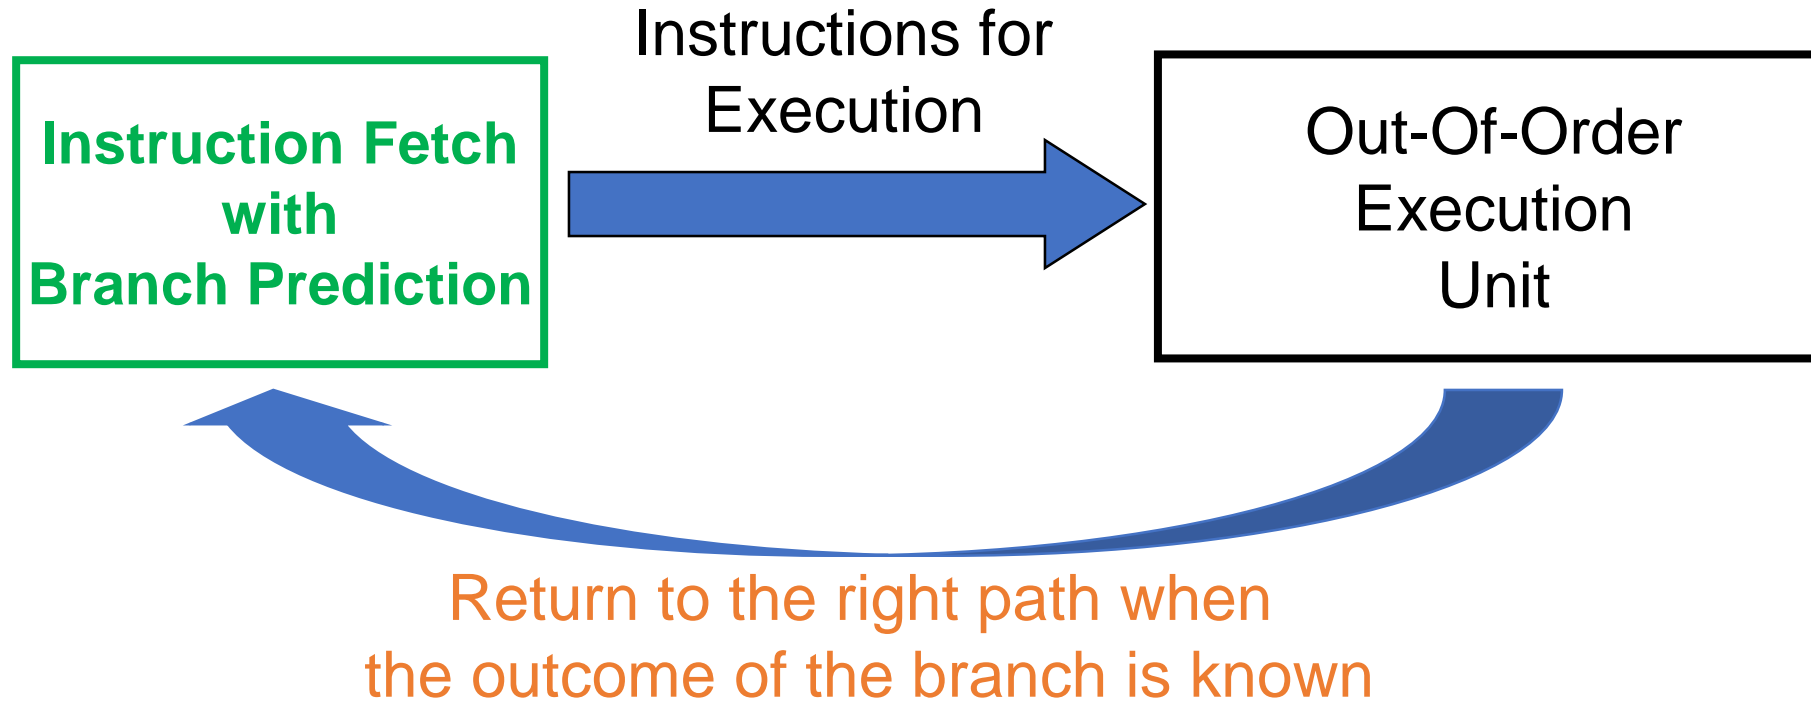 Instructions for
Execution
Instruction Fetch
with
Branch Prediction
Out-Of-Order
Execution
Unit
Return to the right path when
the outcome of the branch is known